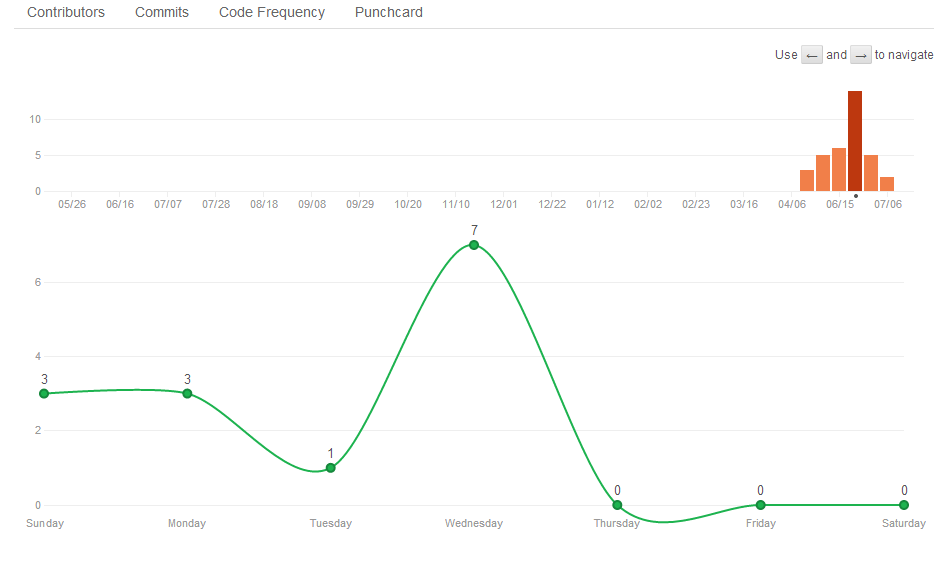 Contributors Commits Code Frequency Punchcard
Use ← and → to navigate
10
5
0
05/26 06/16 07/07 07/28 08/18 09/08 09/29 10/20 11/10 12/01 12/22 01/12 02/02 02/23 03/16 04/06 06/15 07/06
7
6
4
3 3
2
1
0 0 0
0
Sunday Monday Tuesday Wednesday Thursday Friday Saturday